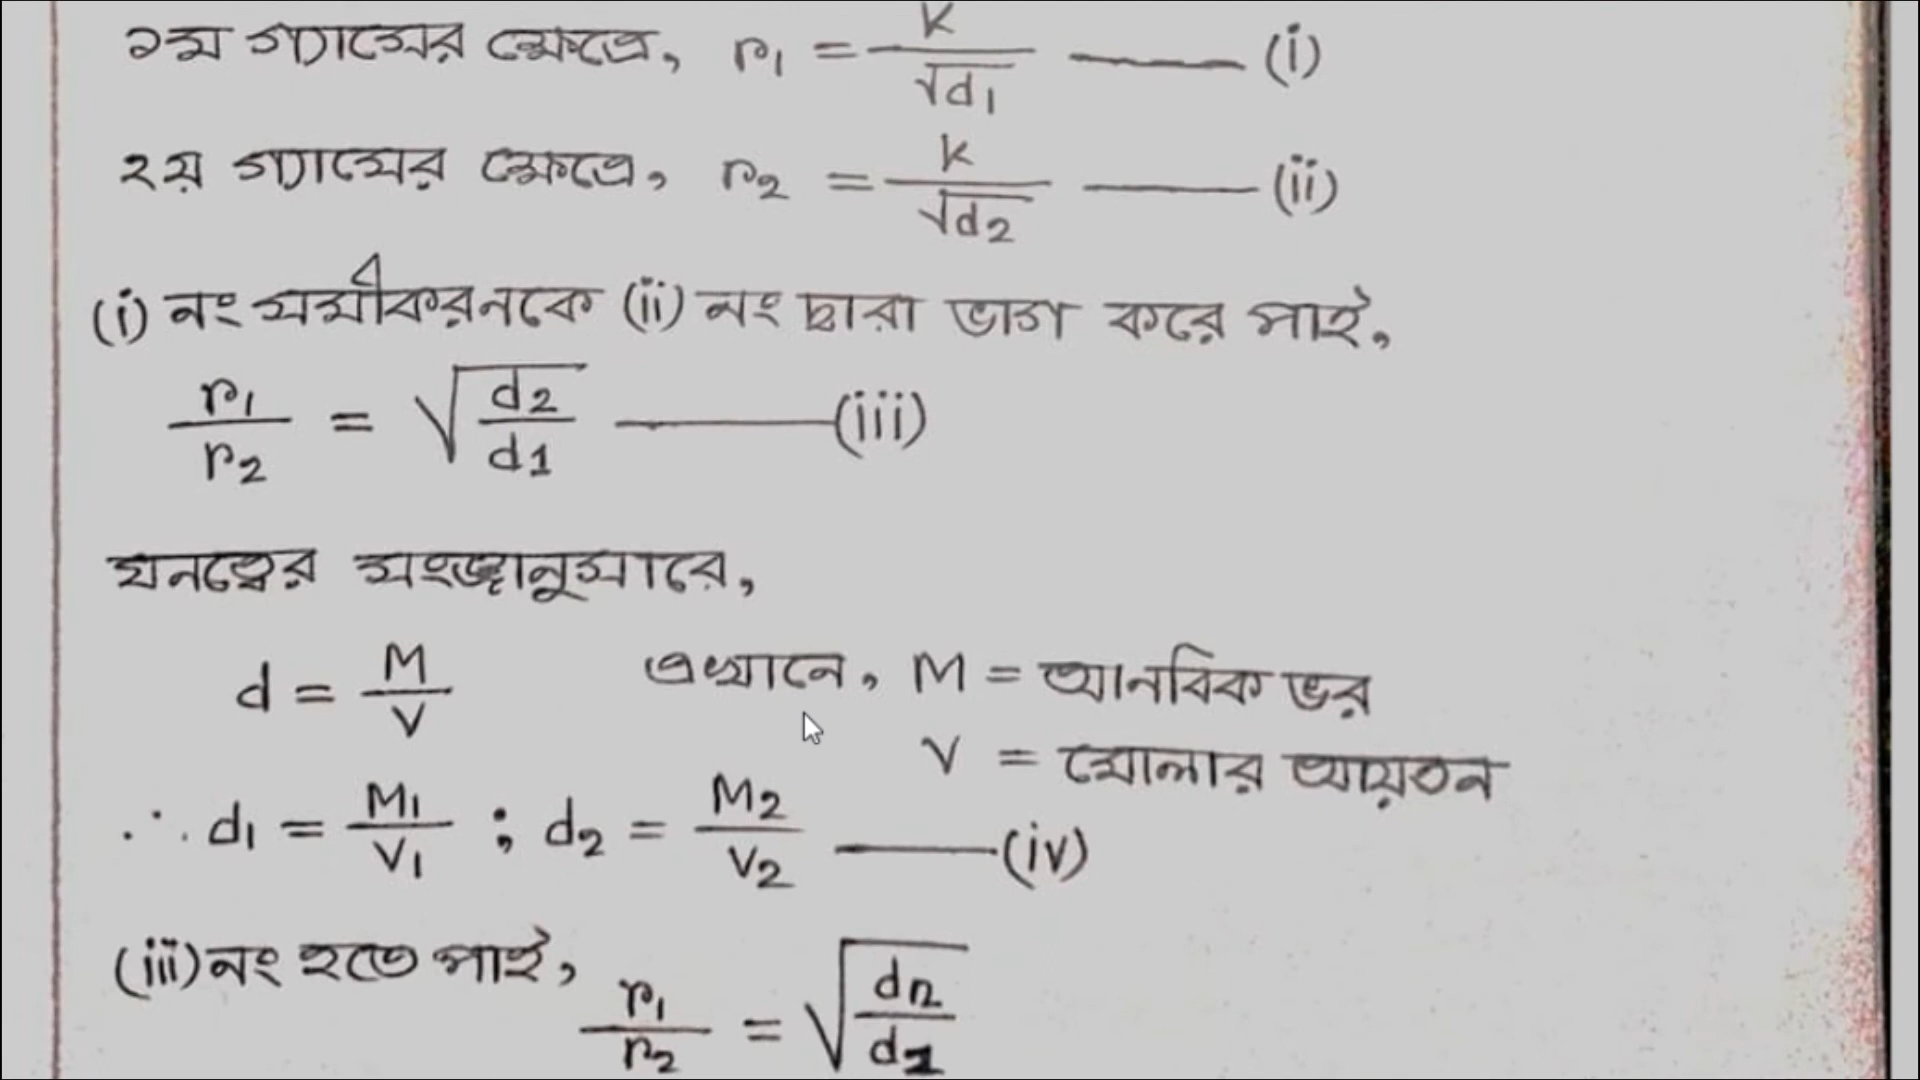 ১ম গ্যাসের ক্ষেত্রে, r₁ = K/√d₁ —— (i)
২য় গ্যাসের ক্ষেত্রে, r₂ = K/√d₂ —— (ii)
(i) নং সমীকরনকে (ii) নং দ্বারা ভাগ করে পাই,
r₁/r₂ = √(d₂/d₁) —— (iii)
ঘনত্বের সংজ্ঞানুসারে,
d = M/V এখানে, M = আনবিক ভর
V = মোলার আয়তন
∴ d₁ = M₁/V₁ ; d₂ = M₂/V₂ —— (iv)
(iii) নং হতে পাই,
r₁/r₂ = √(d₂/d₁)